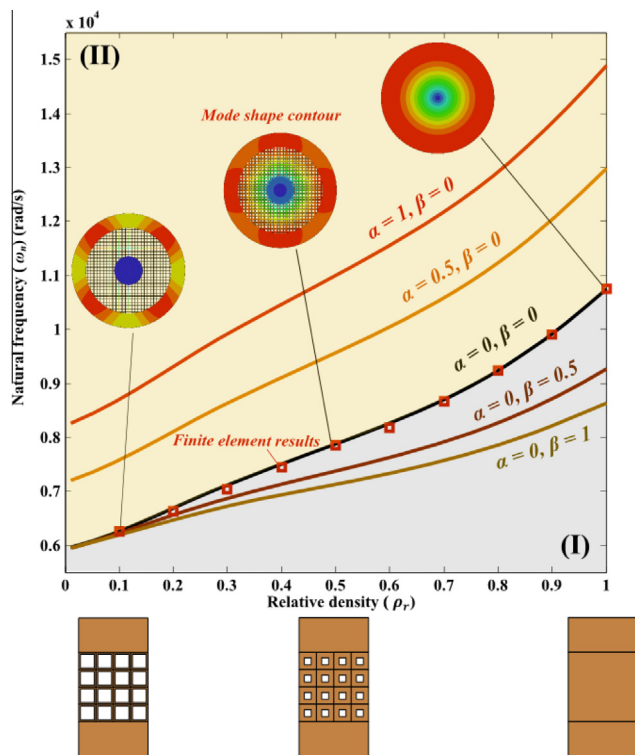 x 10⁴
(II)
1.5
1.4
1.3
1.2
1.1
1
0.9
0.8
0.7
0.6
Natural frequency ( ωₙ) (rad/s)
Mode shape contour
α = 1, β = 0
α = 0.5, β = 0
α = 0, β = 0
α = 0, β = 0.5
α = 0, β = 1
Finite element results
(I)
0 0.1 0.2 0.3 0.4 0.5 0.6 0.7 0.8 0.9 1
Relative density ( ρᵣ)